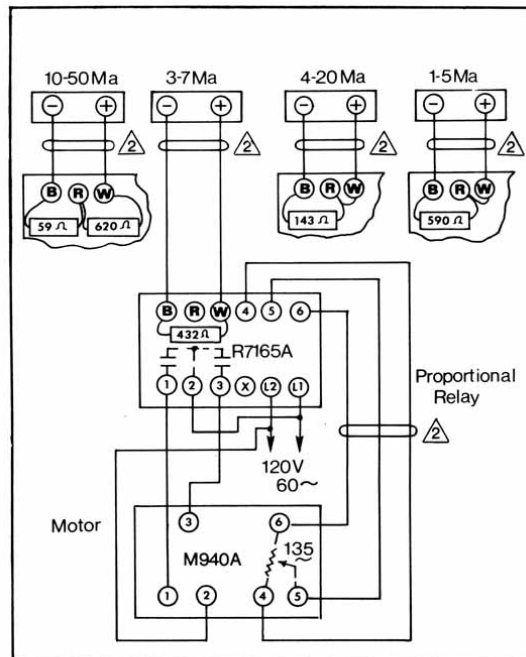 10-50Ma 3-7Ma 4-20Ma 1-5Ma
− + − + − + − +
2 2 2 2
B R W B R W B R W
59 Ω 620 Ω 143 Ω 590 Ω
B R W 4 5 6
432Ω
R7165A
1 2 3 X L2 L1
Proportional
Relay
2
120V
60~
Motor
3 6
M940A 135
1 2 4 5